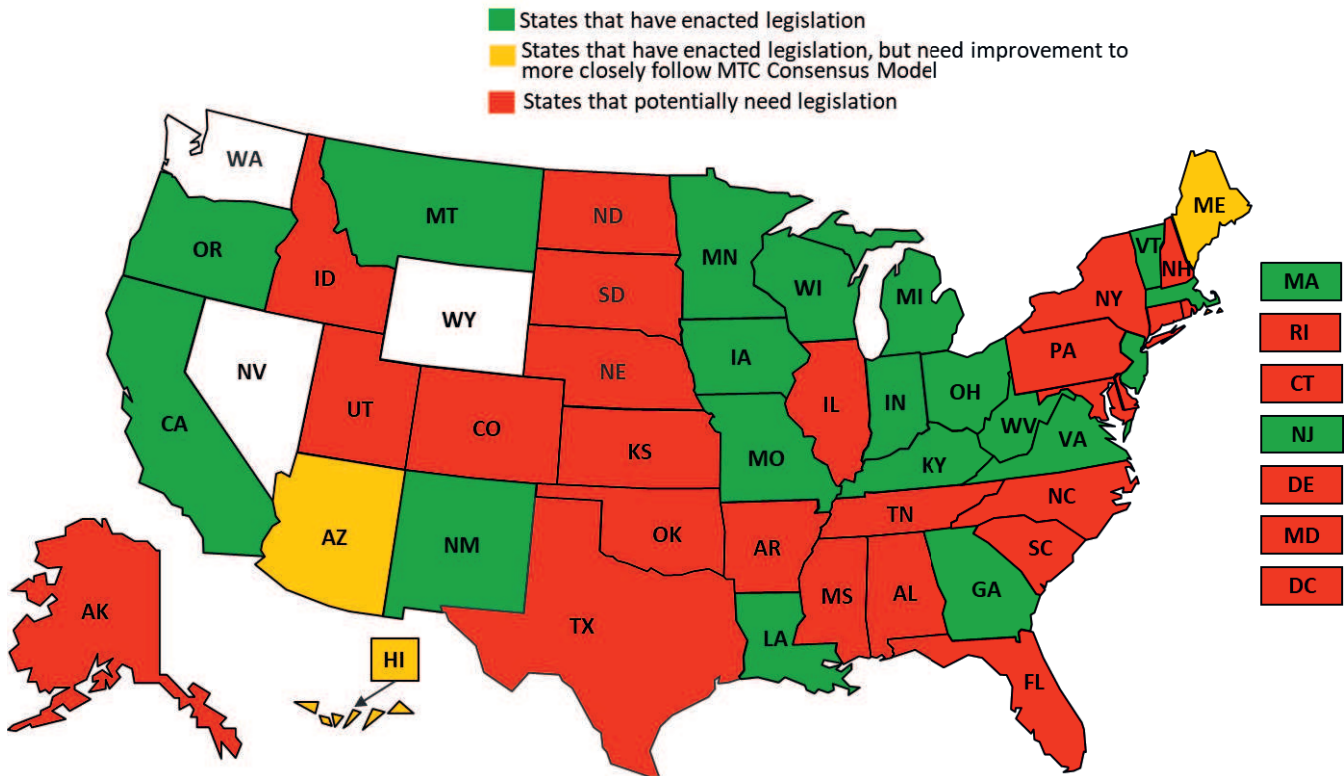 States that have enacted legislation
States that have enacted legislation, but need improvement to
more closely follow MTC Consensus Model
States that potentially need legislation
WA
MT
ND
MN
ME
OR
ID
SD
WI
MI
VT
NH
NY
MA
WY
RI
NV
NE
IA
PA
CT
CA
UT
CO
IL
IN
OH
NJ
KS
MO
WV
VA
KY
DE
AZ
NM
OK
AR
TN
NC
MD
SC
DC
AK
TX
MS
AL
GA
LA
HI
FL